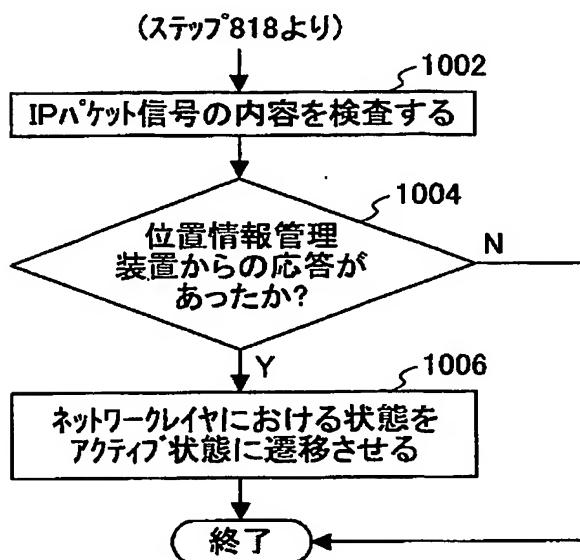 (ステップ818より)
1002
IPパケット信号の内容を検査する
1004
位置情報管理
装置からの応答が
あったか?
N
Y
1006
ネットワークレイヤにおける状態を
アクティブ状態に遷移させる
終了